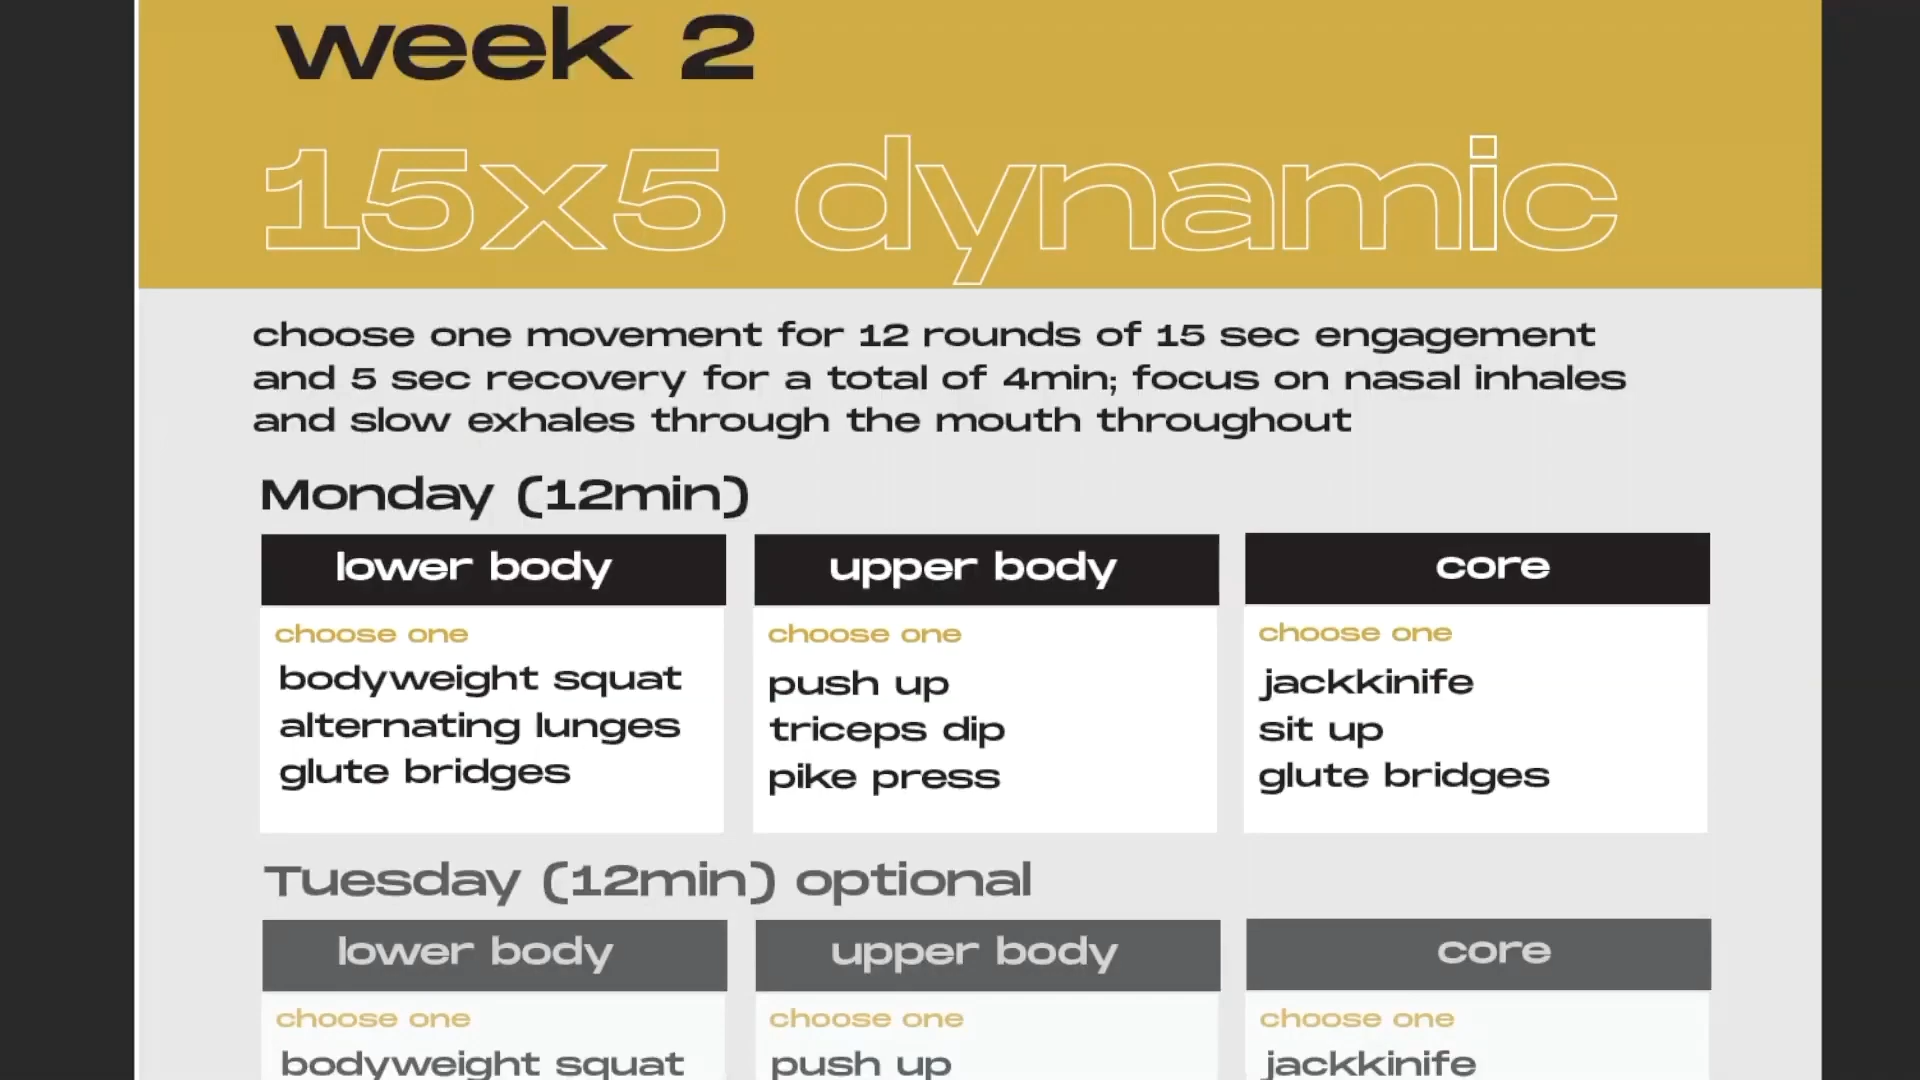 week 2
15x5 dynamic
choose one movement for 12 rounds of 15 sec engagement
and 5 sec recovery for a total of 4min; focus on nasal inhales
and slow exhales through the mouth throughout
Monday (12min)
lower body
choose one
bodyweight squat
alternating lunges
glute bridges
upper body
choose one
push up
triceps dip
pike press
core
choose one
jackkinife
sit up
glute bridges
Tuesday (12min) optional
lower body
choose one
bodyweight squat
upper body
choose one
push up
core
choose one
jackkinife